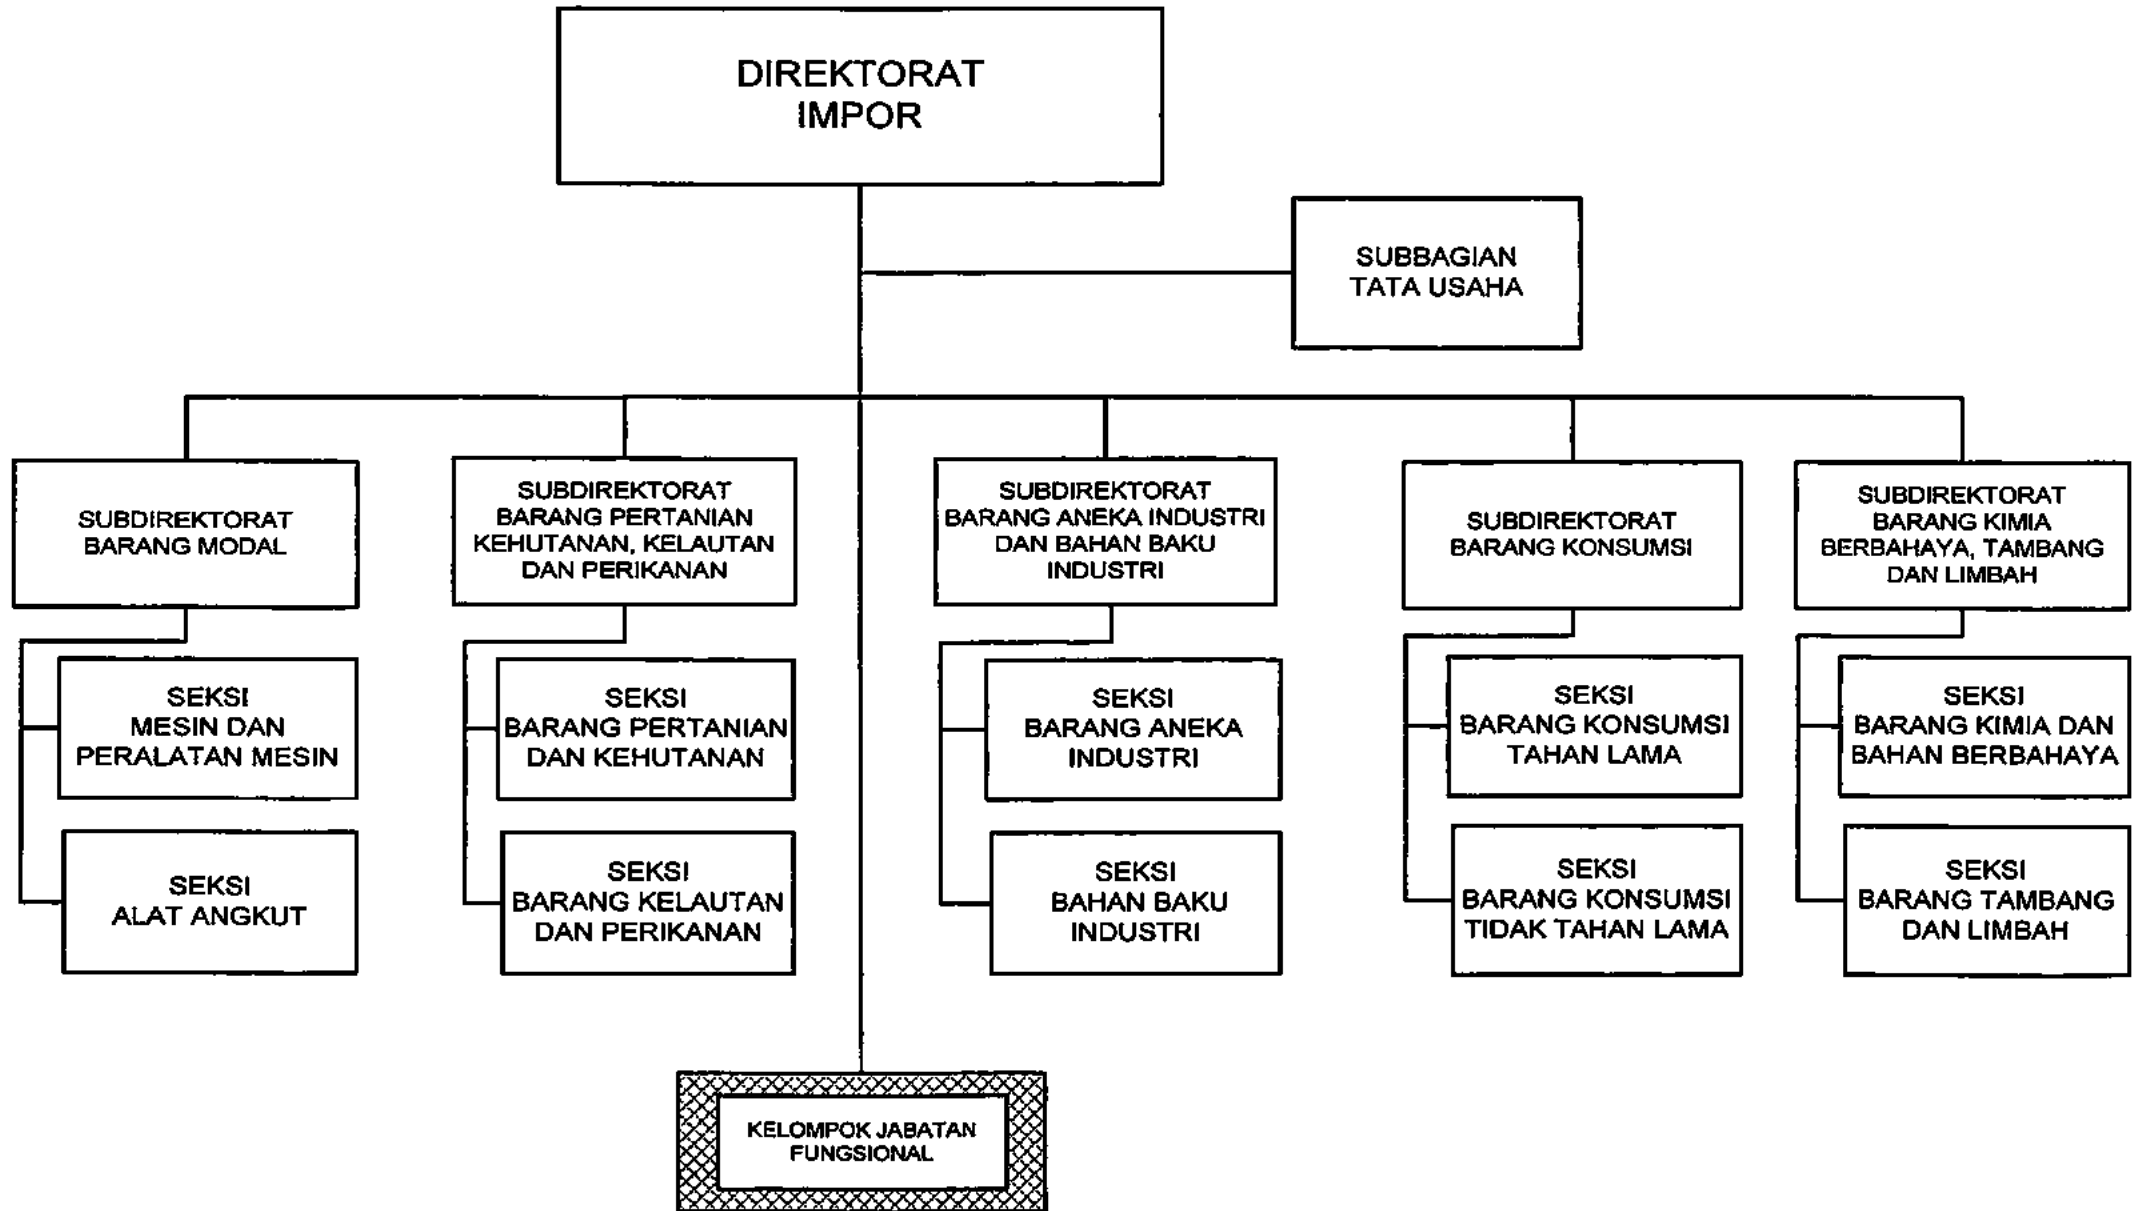 DIREKTORAT
IMPOR
SUBBAGIAN
TATA USAHA
SUBDIREKTORAT
BARANG MODAL
SUBDIREKTORAT
BARANG PERTANIAN
KEHUTANAN, KELAUTAN
DAN PERIKANAN
SUBDIREKTORAT
BARANG ANEKA INDUSTRI
DAN BAHAN BAKU
INDUSTRI
SUBDIREKTORAT
BARANG KONSUMSI
SUBDIREKTORAT
BARANG KIMIA
BERBAHAYA, TAMBANG
DAN LIMBAH
SEKSI
MESIN DAN
PERALATAN MESIN
SEKSI
BARANG PERTANIAN
DAN KEHUTANAN
SEKSI
BARANG ANEKA
INDUSTRI
SEKSI
BARANG KONSUMSI
TAHAN LAMA
SEKSI
BARANG KIMIA DAN
BAHAN BERBAHAYA
SEKSI
ALAT ANGKUT
SEKSI
BARANG KELAUTAN
DAN PERIKANAN
SEKSI
BAHAN BAKU
INDUSTRI
SEKSI
BARANG KONSUMSI
TIDAK TAHAN LAMA
SEKSI
BARANG TAMBANG
DAN LIMBAH
KELOMPOK JABATAN
FUNGSIONAL